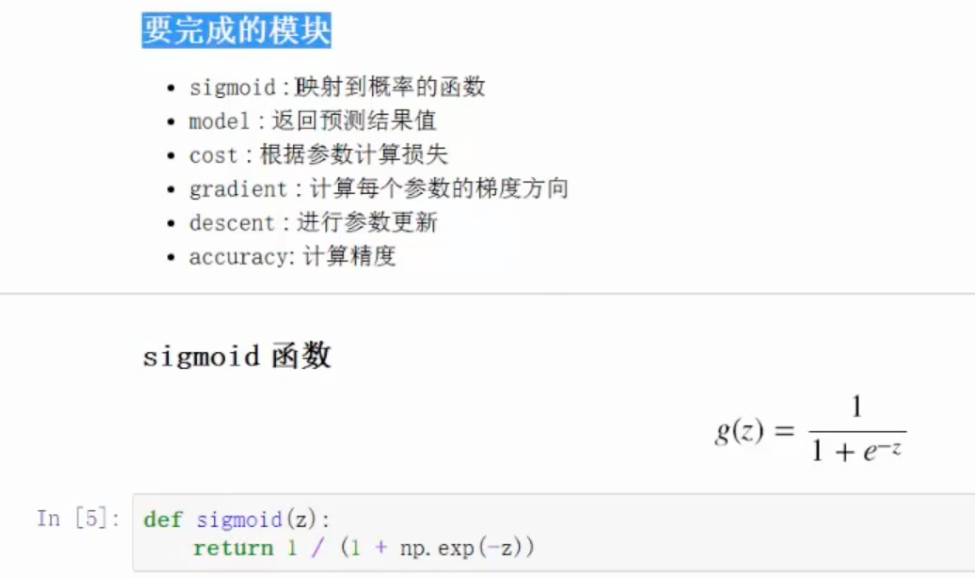 要完成的模块
• sigmoid : 映射到概率的函数
• model : 返回预测结果值
• cost : 根据参数计算损失
• gradient : 计算每个参数的梯度方向
• descent : 进行参数更新
• accuracy: 计算精度
sigmoid 函数
g(z) = 1 / (1 + e^{-z})
In [5]: def sigmoid(z):
return 1 / (1 + np.exp(-z))